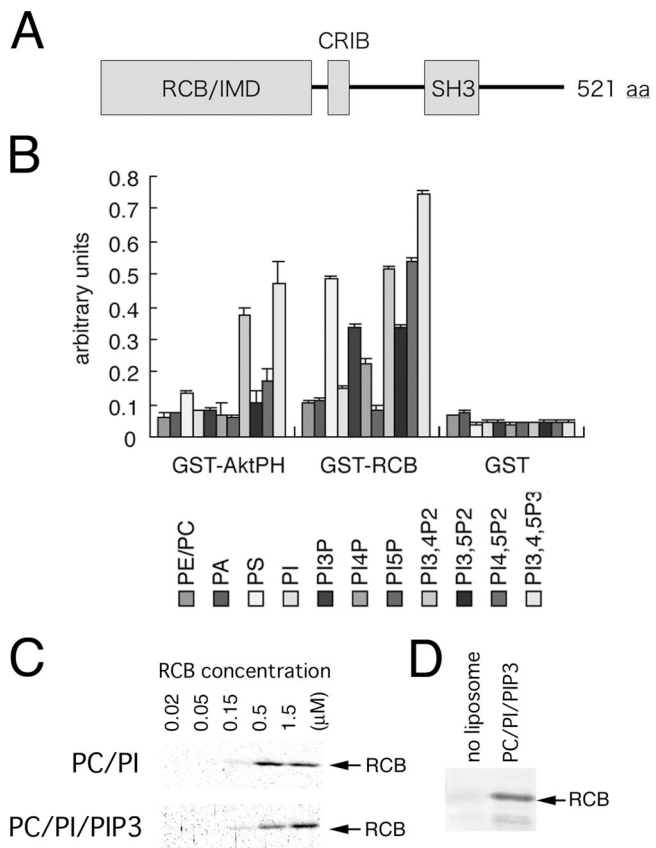 A
CRIB
RCB/IMD
SH3
521 aa
B
arbitrary units
0.8
0.7
0.6
0.5
0.4
0.3
0.2
0.1
0
GST-AktPH
GST-RCB
GST
PE/PC
PA
PS
PI
PI3P
PI4P
PI5P
PI3,4P2
PI3,5P2
PI4,5P2
PI3,4,5P3
C
RCB concentration
0.02
0.05
0.15
0.5
1.5
(μM)
PC/PI
RCB
PC/PI/PIP3
RCB
D
no liposome
PC/PI/PIP3
RCB